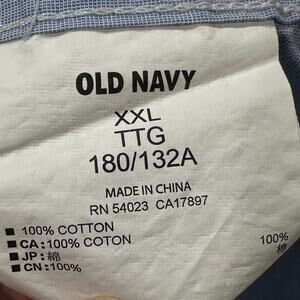 OLD NAVY
XXL
TTG
180/132A
MADE IN CHINA
RN 54023 CA17897
100% COTTON
CA: 100% COTON
JP: 綿 100%
CN: 100% 棉